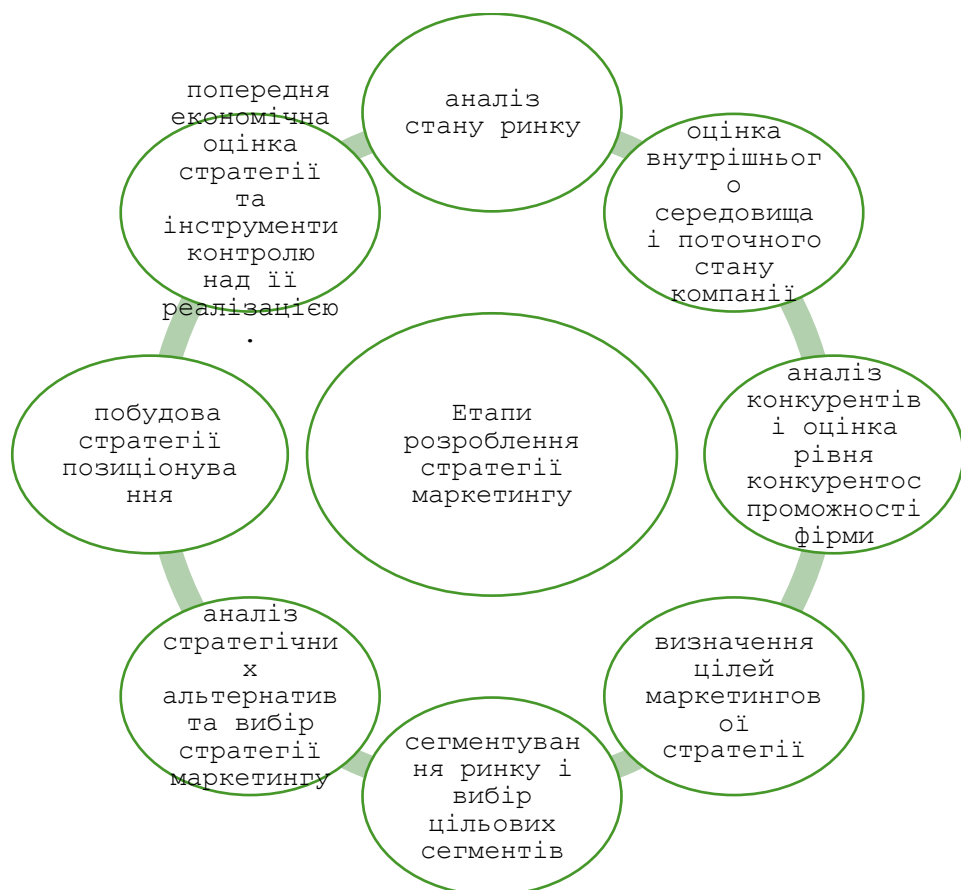 аналіз
стану ринку
оцінка
внутрішньог
о
середовища
і поточного
стану
компанії
аналіз
конкурентів
і оцінка
рівня
конкурентос
проможності
фірми
визначення
цілей
маркетингов
ої
стратегії
сегментуван
ня ринку і
вибір
цільових
сегментів
аналіз
стратегічни
х
альтернатив
та вибір
стратегії
маркетингу
побудова
стратегії
позиціонува
ння
попередня
економічна
оцінка
стратегії
та
інструменти
контролю
над її
реалізацією
.
Етапи
розроблення
стратегії
маркетингу